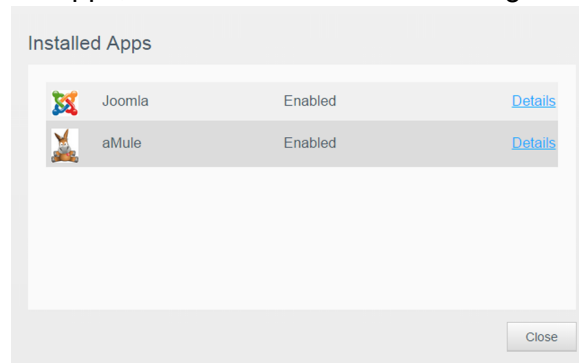 Installed Apps
Joomla Enabled Details
aMule Enabled Details
Close